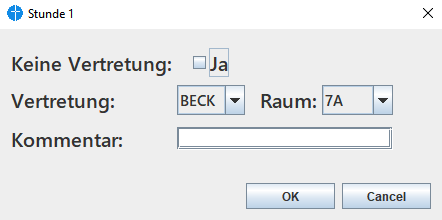 Stunde 1
Keine Vertretung: Ja
Vertretung: BECK Raum: 7A
Kommentar:
OK Cancel